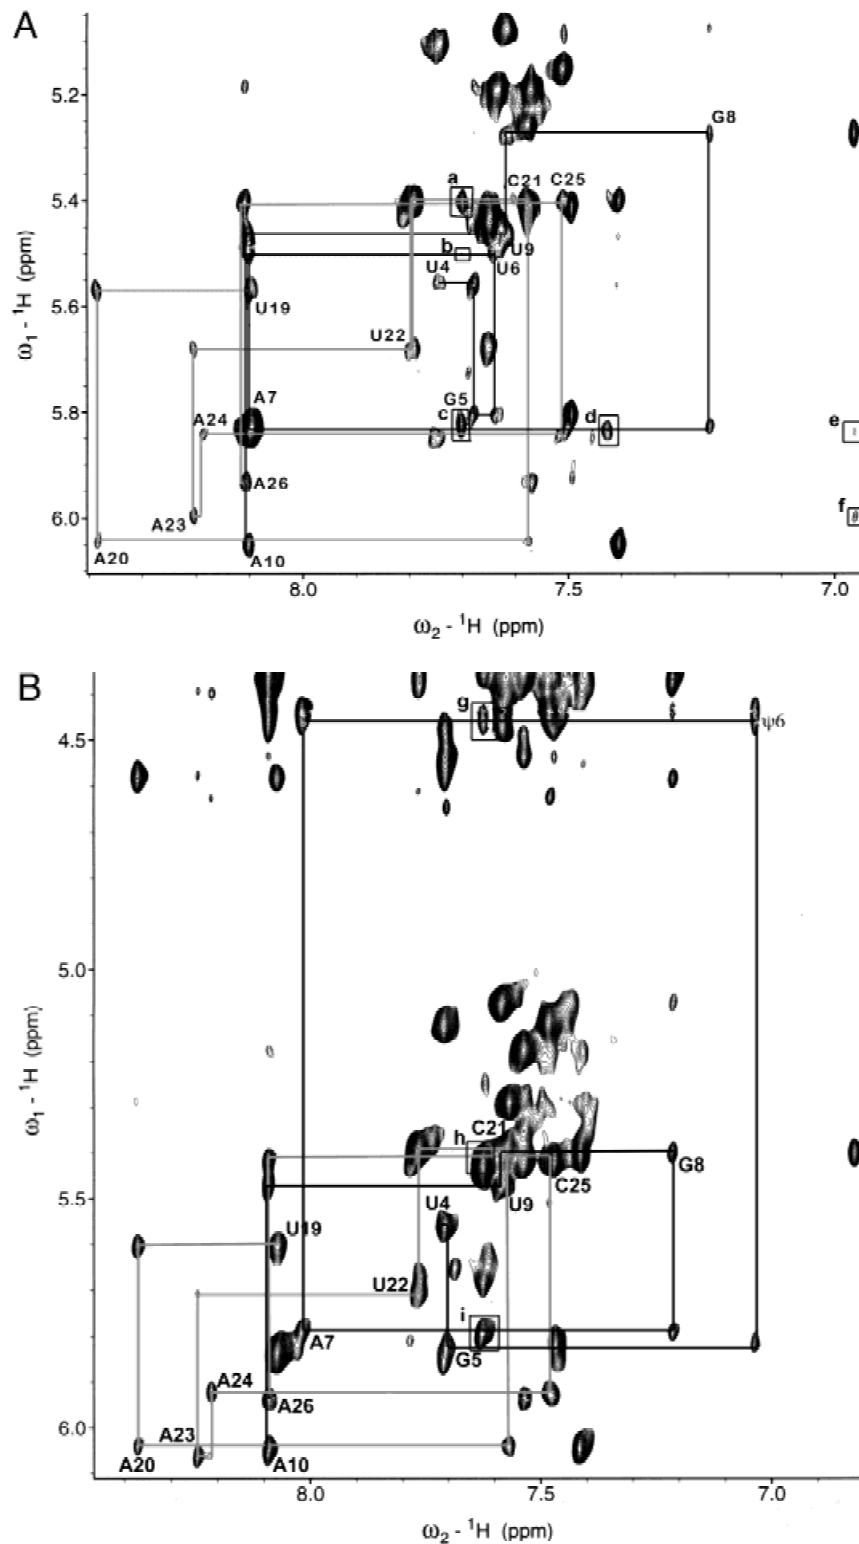 A
5.2
5.4
5.6
5.8
6.0
ω1 - 1H (ppm)
G8
a
C21 C25
b
U9
U4
U6
U19
U22
A7
G5
c
d
e
A24
A26
f
A23
A20
A10
8.0
7.5
7.0
ω2 - 1H (ppm)
B
g
ψ6
4.5
5.0
5.5
6.0
ω1 - 1H (ppm)
h
C21
G8
C25
U4
U9
U19
U22
i
A7
G5
A24
A26
A23
A20
A10
8.0
7.5
7.0
ω2 - 1H (ppm)